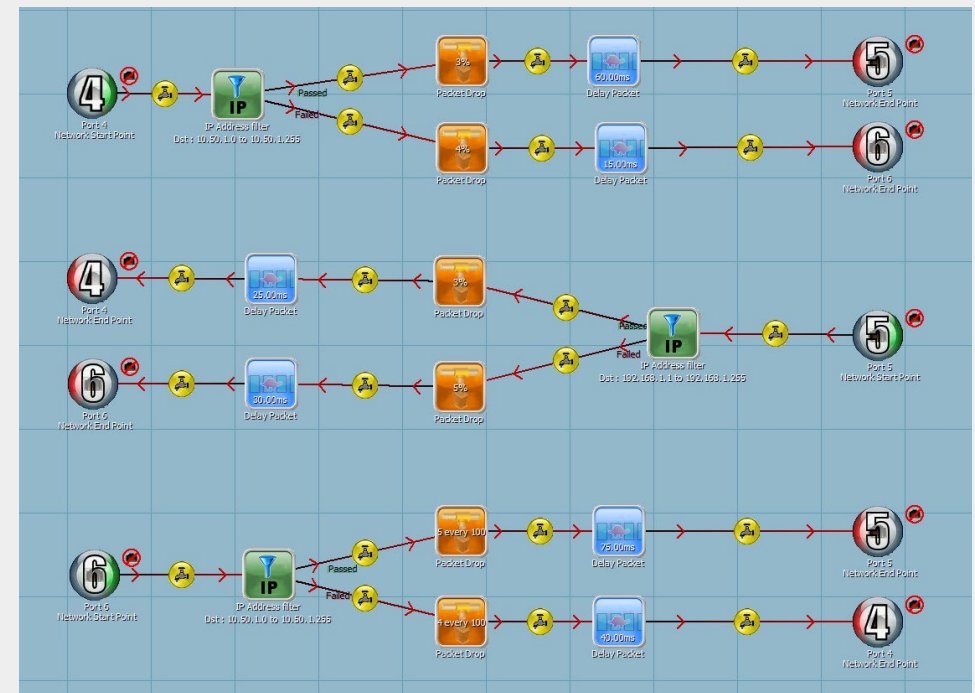 4
Port 4
Network Start Point
IP
IP Address filter
Dst : 10.50.1.0 to 10.50.1.255
Passed
Failed
3%
Packet Drop
60.00ms
Delay Packet
5
Port 5
Network End Point
4%
Packet Drop
15.00ms
Delay Packet
6
Port 6
Network End Point
4
Port 4
Network End Point
25.00ms
Delay Packet
3%
Packet Drop
Passed
Failed
IP
IP Address filter
Dst : 192.168.1.1 to 192.168.1.255
5
Port 5
Network Start Point
6
Port 6
Network End Point
30.00ms
Delay Packet
5%
Packet Drop
6
Port 6
Network Start Point
IP
IP Address filter
Dst : 10.50.1.0 to 10.50.1.255
Passed
Failed
5 every 100
Packet Drop
75.00ms
Delay Packet
5
Port 5
Network End Point
4 every 100
Packet Drop
40.00ms
Delay Packet
4
Port 4
Network End Point